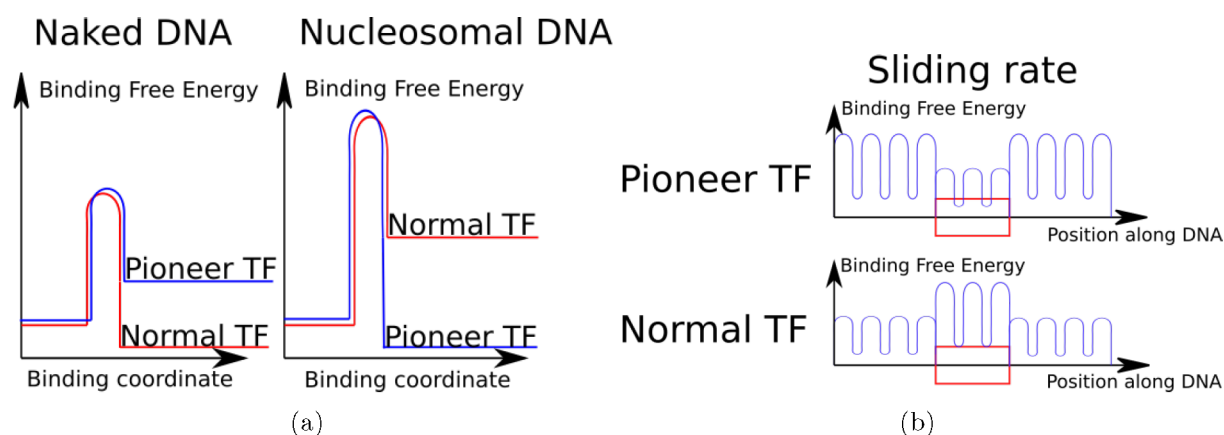 Naked DNA
Binding Free Energy
Pioneer TF
Normal TF
Binding coordinate
Nucleosomal DNA
Binding Free Energy
Normal TF
Pioneer TF
Binding coordinate
(a)
Sliding rate
Binding Free Energy
Pioneer TF
Position along DNA
Binding Free Energy
Normal TF
Position along DNA
(b)